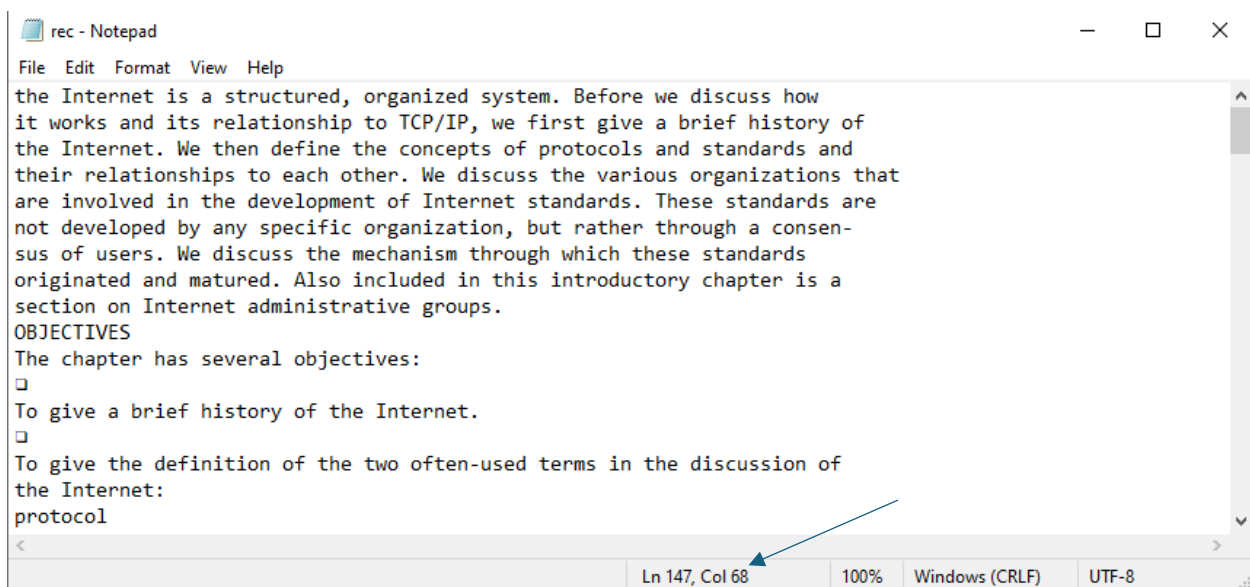 rec - Notepad
File Edit Format View Help
the Internet is a structured, organized system. Before we discuss how
it works and its relationship to TCP/IP, we first give a brief history of
the Internet. We then define the concepts of protocols and standards and
their relationships to each other. We discuss the various organizations that
are involved in the development of Internet standards. These standards are
not developed by any specific organization, but rather through a consen-
sus of users. We discuss the mechanism through which these standards
originated and matured. Also included in this introductory chapter is a
section on Internet administrative groups.
OBJECTIVES
The chapter has several objectives:
❑
To give a brief history of the Internet.
❑
To give the definition of the two often-used terms in the discussion of
the Internet:
protocol
Ln 147, Col 68 100% Windows (CRLF) UTF-8